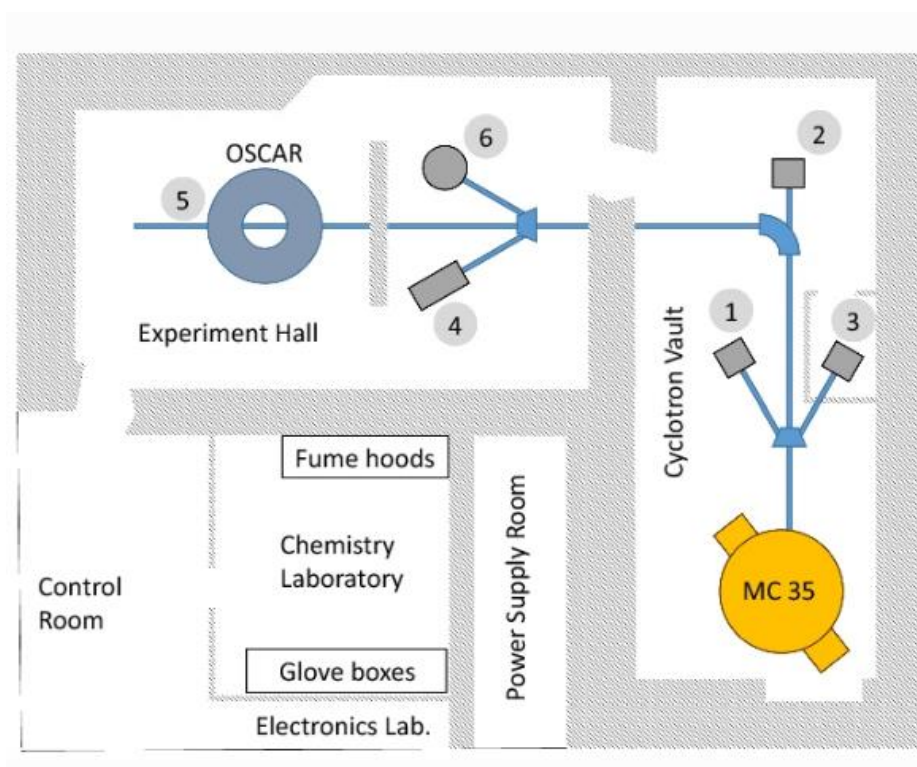 2
6
OSCAR
5
1
3
4
Experiment Hall
Cyclotron Vault
Fume hoods
Power Supply Room
Chemistry
Laboratory
Control
Room
MC 35
Glove boxes
Electronics Lab.